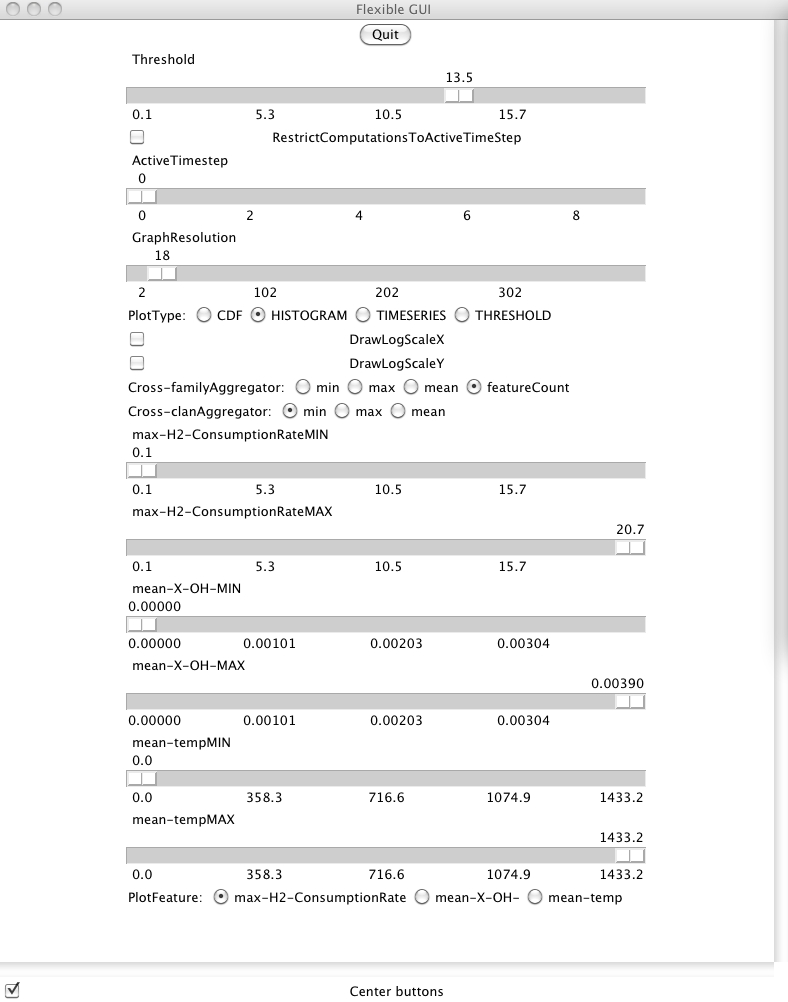 Flexible GUI
Quit
Threshold
13.5
0.1 5.3 10.5 15.7
RestrictComputationsToActiveTimeStep
ActiveTimestep
0
0 2 4 6 8
GraphResolution
18
2 102 202 302
PlotType: CDF HISTOGRAM TIMESERIES THRESHOLD
DrawLogScaleX
DrawLogScaleY
Cross-familyAggregator: min max mean featureCount
Cross-clanAggregator: min max mean
max-H2-ConsumptionRateMIN
0.1
0.1 5.3 10.5 15.7
max-H2-ConsumptionRateMAX
20.7
0.1 5.3 10.5 15.7
mean-X-OH-MIN
0.00000
0.00000 0.00101 0.00203 0.00304
mean-X-OH-MAX
0.00390
0.00000 0.00101 0.00203 0.00304
mean-tempMIN
0.0
0.0 358.3 716.6 1074.9 1433.2
mean-tempMAX
1433.2
0.0 358.3 716.6 1074.9 1433.2
PlotFeature: max-H2-ConsumptionRate mean-X-OH- mean-temp
Center buttons